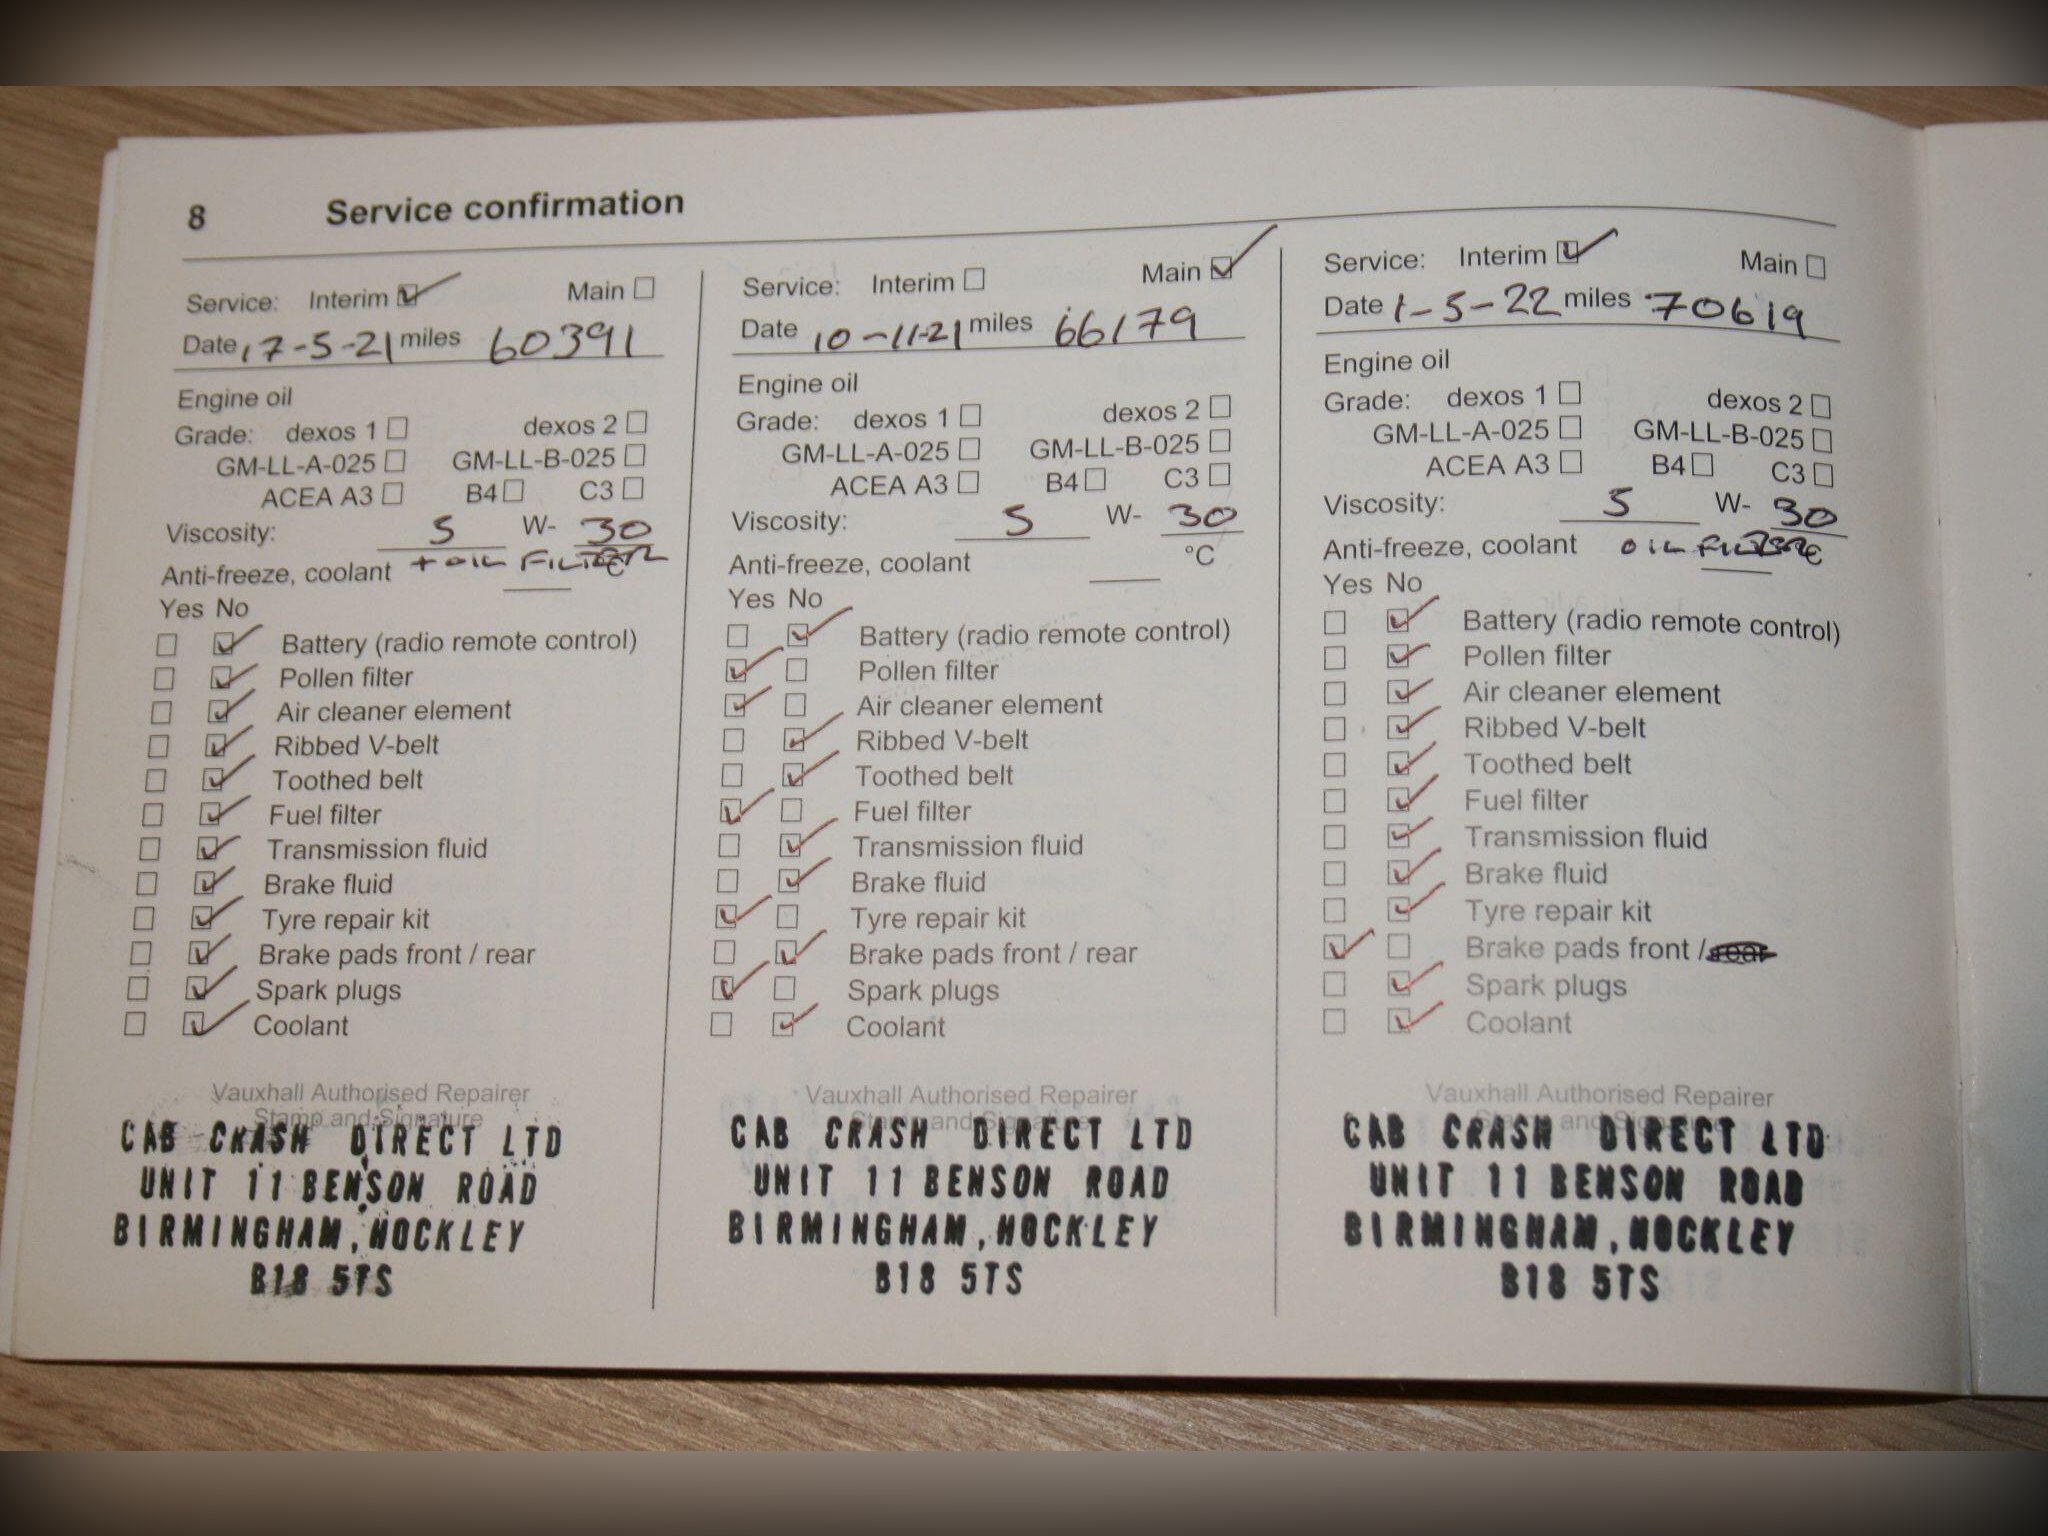 8 Service confirmation
Service: Interim Main
Date 17-5-21 miles 60391
Engine oil
Grade: dexos 1 dexos 2
GM-LL-A-025 GM-LL-B-025
ACEA A3 B4 C3
Viscosity: 5 W- 30
Anti-freeze, coolant + OIL FILTER
Yes No
Battery (radio remote control)
Pollen filter
Air cleaner element
Ribbed V-belt
Toothed belt
Fuel filter
Transmission fluid
Brake fluid
Tyre repair kit
Brake pads front / rear
Spark plugs
Coolant
Vauxhall Authorised Repairer
Stamp and Signature
CAB CRASH DIRECT LTD
UNIT 11 BENSON ROAD
BIRMINGHAM, HOCKLEY
B18 5TS
Service: Interim Main
Date 10-11-21 miles 66179
Engine oil
Grade: dexos 1 dexos 2
GM-LL-A-025 GM-LL-B-025
ACEA A3 B4 C3
Viscosity: 5 W- 30
Anti-freeze, coolant °C
Yes No
Battery (radio remote control)
Pollen filter
Air cleaner element
Ribbed V-belt
Toothed belt
Fuel filter
Transmission fluid
Brake fluid
Tyre repair kit
Brake pads front / rear
Spark plugs
Coolant
Vauxhall Authorised Repairer
Stamp and Signature
CAB CRASH DIRECT LTD
UNIT 11 BENSON ROAD
BIRMINGHAM, HOCKLEY
B18 5TS
Service: Interim Main
Date 1-5-22 miles 70619
Engine oil
Grade: dexos 1 dexos 2
GM-LL-A-025 GM-LL-B-025
ACEA A3 B4 C3
Viscosity: 5 W- 30
Anti-freeze, coolant OIL FILTER
Yes No
Battery (radio remote control)
Pollen filter
Air cleaner element
Ribbed V-belt
Toothed belt
Fuel filter
Transmission fluid
Brake fluid
Tyre repair kit
Brake pads front / rear
Spark plugs
Coolant
Vauxhall Authorised Repairer
Stamp and Signature
CAB CRASH DIRECT LTD
UNIT 11 BENSON ROAD
BIRMINGHAM, HOCKLEY
B18 5TS